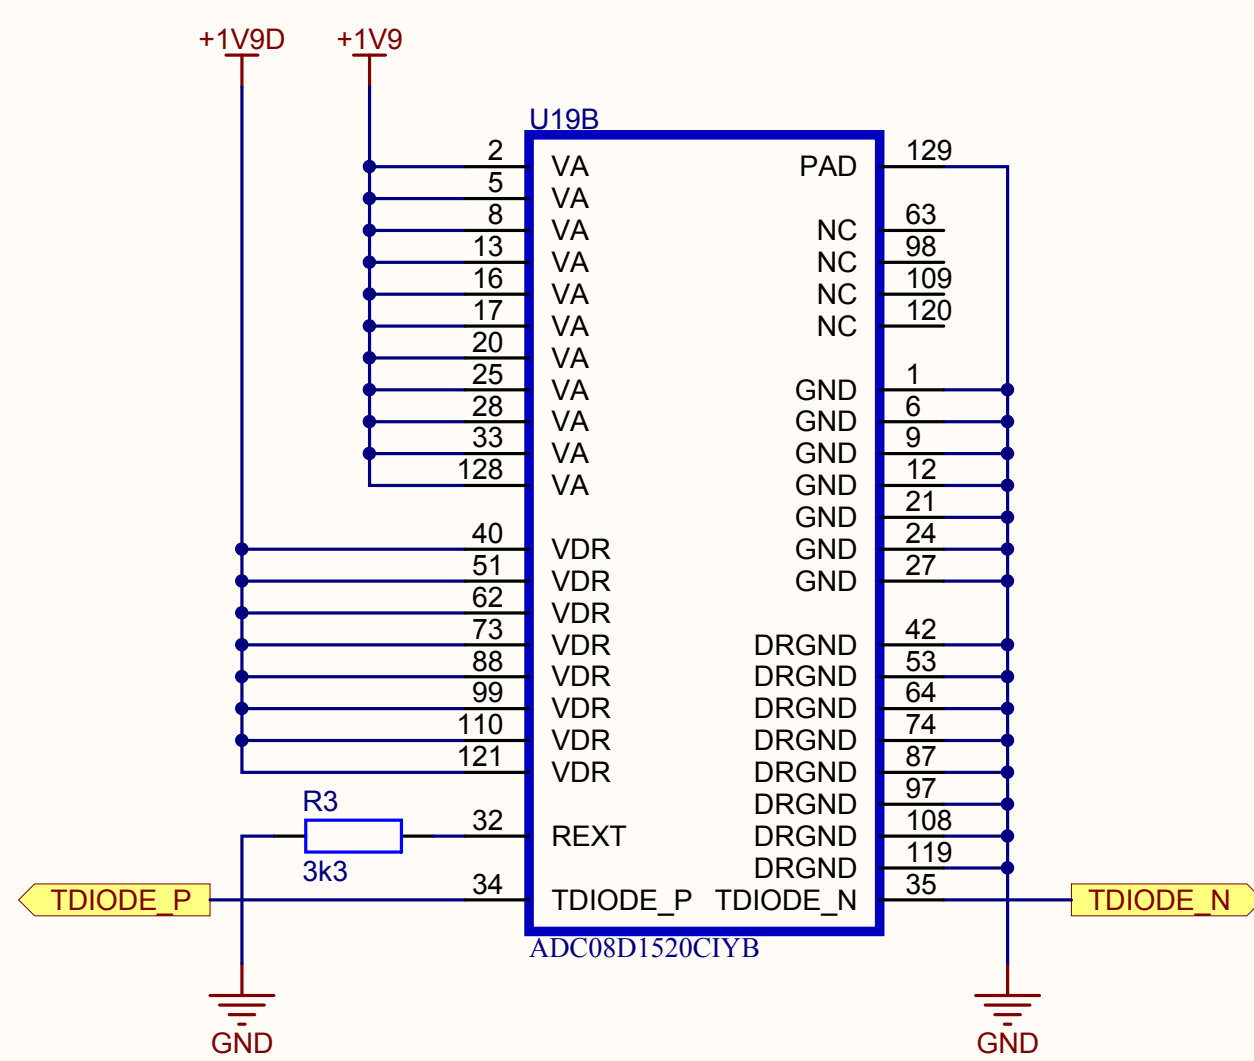 +1V9D +1V9
U19B
2 VA PAD 129
5 VA
8 VA NC 63
13 VA NC 98
16 VA NC 109
17 VA NC 120
20 VA
25 VA GND 1
28 VA GND 6
33 VA GND 9
128 VA GND 12
GND 21
40 VDR GND 24
51 VDR GND 27
62 VDR
73 VDR DRGND 42
88 VDR DRGND 53
99 VDR DRGND 64
110 VDR DRGND 74
121 VDR DRGND 87
R3 DRGND 97
32 REXT DRGND 108
3k3 DRGND 119
TDIODE_P 34 TDIODE_P TDIODE_N 35 TDIODE_N
ADC08D1520CIYB
GND GND